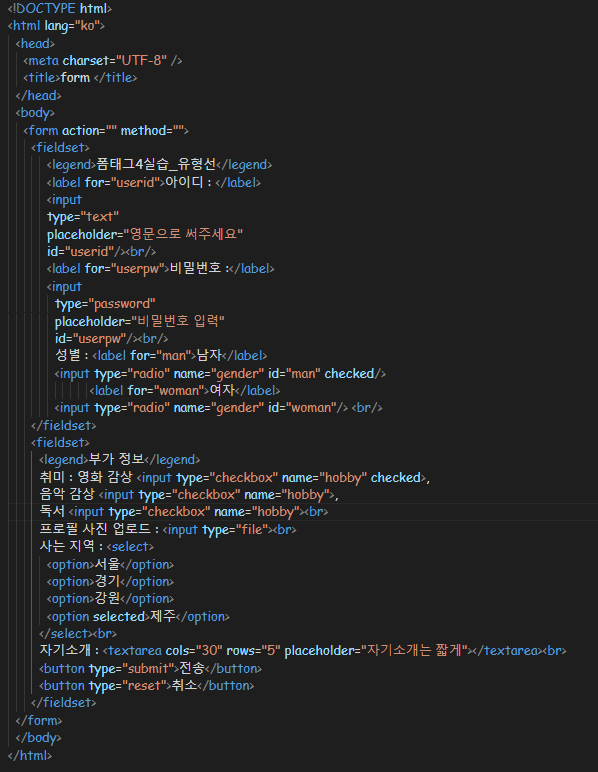 <!DOCTYPE html>
<html lang="ko">
<head>
<meta charset="UTF-8" />
<title>form </title>
</head>
<body>
<form action="" method="">
<fieldset>
<legend>폼태그4실습_유형선</legend>
<label for="userid">아이디 : </label>
<input
type="text"
placeholder="영문으로 써주세요"
id="userid"/><br/>
<label for="userpw">비밀번호 :</label>
<input
type="password"
placeholder="비밀번호 입력"
id="userpw"/><br/>
성별 : <label for="man">남자</label>
<input type="radio" name="gender" id="man" checked/>
<label for="woman">여자</label>
<input type="radio" name="gender" id="woman"/> <br/>
</fieldset>
<fieldset>
<legend>부가 정보</legend>
취미 : 영화 감상 <input type="checkbox" name="hobby" checked>,
음악 감상 <input type="checkbox" name="hobby">,
독서 <input type="checkbox" name="hobby"><br>
프로필 사진 업로드 : <input type="file"><br>
사는 지역 : <select>
<option>서울</option>
<option>경기</option>
<option>강원</option>
<option selected>제주</option>
</select><br>
자기소개 : <textarea cols="30" rows="5" placeholder="자기소개는 짧게"></textarea><br>
<button type="submit">전송</button>
<button type="reset">취소</button>
</fieldset>
</form>
</body>
</html>